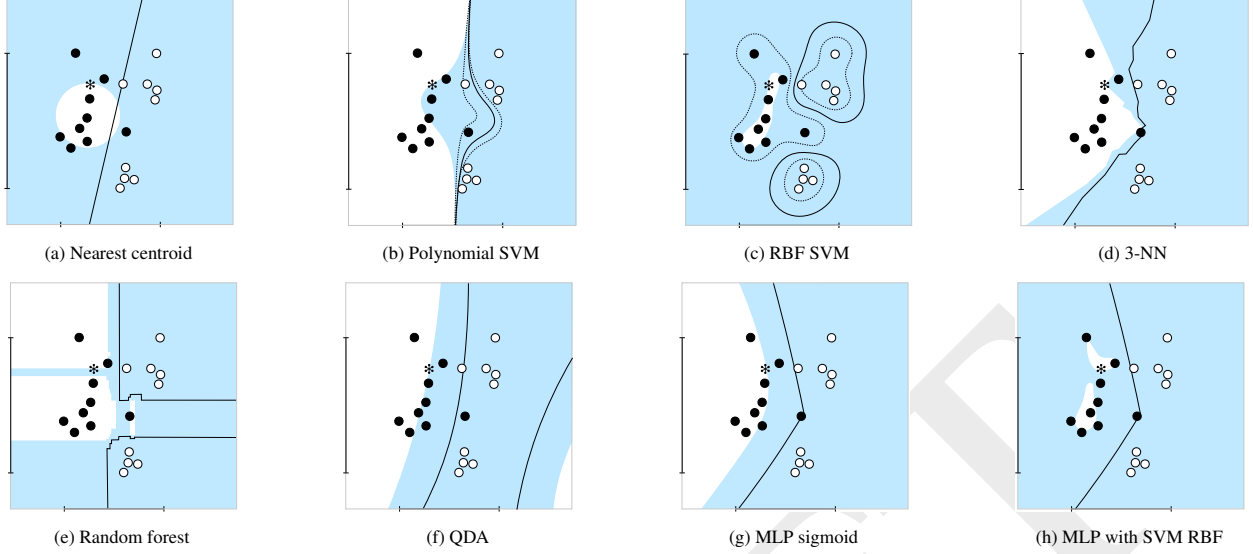 (a) Nearest centroid
(b) Polynomial SVM
(c) RBF SVM
(d) 3-NN
(e) Random forest
(f) QDA
(g) MLP sigmoid
(h) MLP with SVM RBF